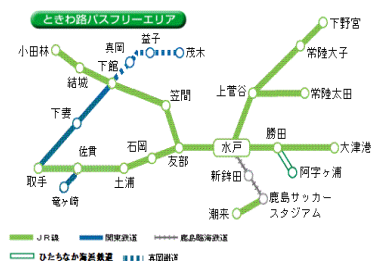 ときわ路パスフリーエリア
小田林
結城
下館
真岡
益子
茂木
下野宮
常陸大子
上菅谷
常陸太田
笠間
下妻
佐貫
石岡
友部
水戸
勝田
大津港
取手
竜ヶ崎
土浦
新鉾田
阿字ヶ浦
潮来
鹿島サッカー
スタジアム
JR線
関東鉄道
鹿島臨海鉄道
ひたちなか海浜鉄道
真岡鐵道